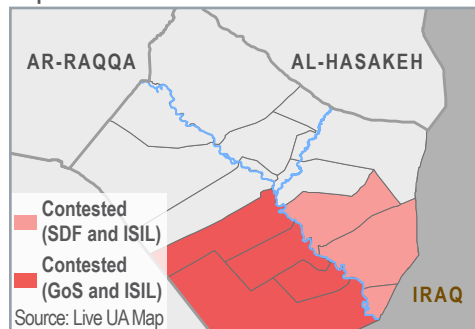 AR-RAQQA
AL-HASAKEH
Contested
(SDF and ISIL)
Contested
(GoS and ISIL)
IRAQ
Source: Live UA Map